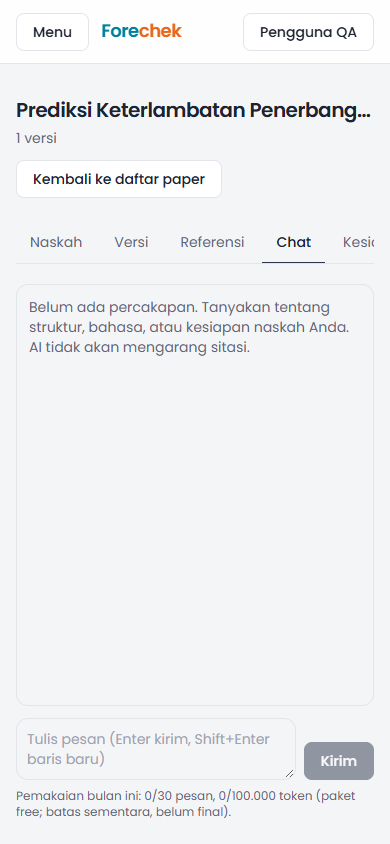 Menu
Forechek
Pengguna QA
Prediksi Keterlambatan Penerbang...
1 versi
Kembali ke daftar paper
Naskah
Versi
Referensi
Chat
Kesia
Belum ada percakapan. Tanyakan tentang
struktur, bahasa, atau kesiapan naskah Anda.
AI tidak akan mengarang sitasi.
Tulis pesan (Enter kirim, Shift+Enter
baris baru)
Kirim
Pemakaian bulan ini: 0/30 pesan, 0/100.000 token (paket
free; batas sementara, belum final).